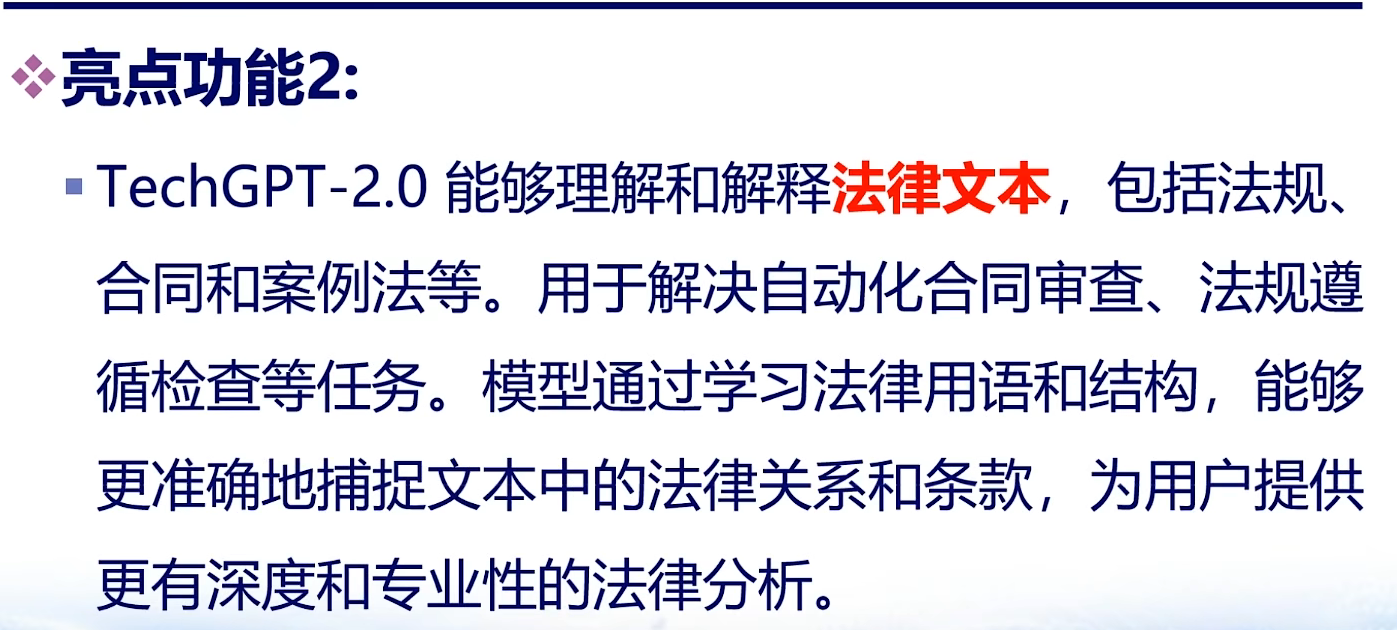 亮点功能2:
TechGPT-2.0 能够理解和解释法律文本，包括法规、
合同和案例法等。用于解决自动化合同审查、法规遵
循检查等任务。模型通过学习法律用语和结构，能够
更准确地捕捉文本中的法律关系和条款，为用户提供
更有深度和专业性的法律分析。